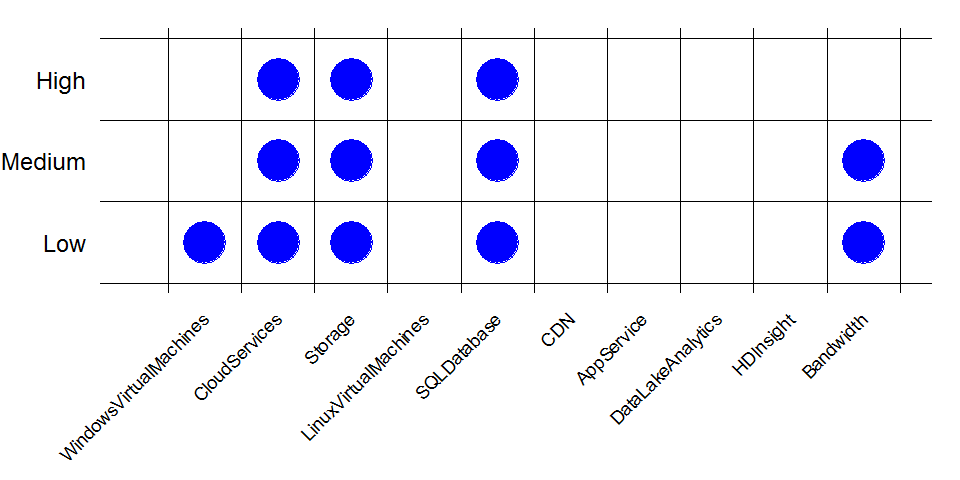 High
Medium
Low
WindowsVirtualMachines
CloudServices
Storage
LinuxVirtualMachines
SQLDatabase
CDN
AppService
DataLakeAnalytics
HDInsight
Bandwidth